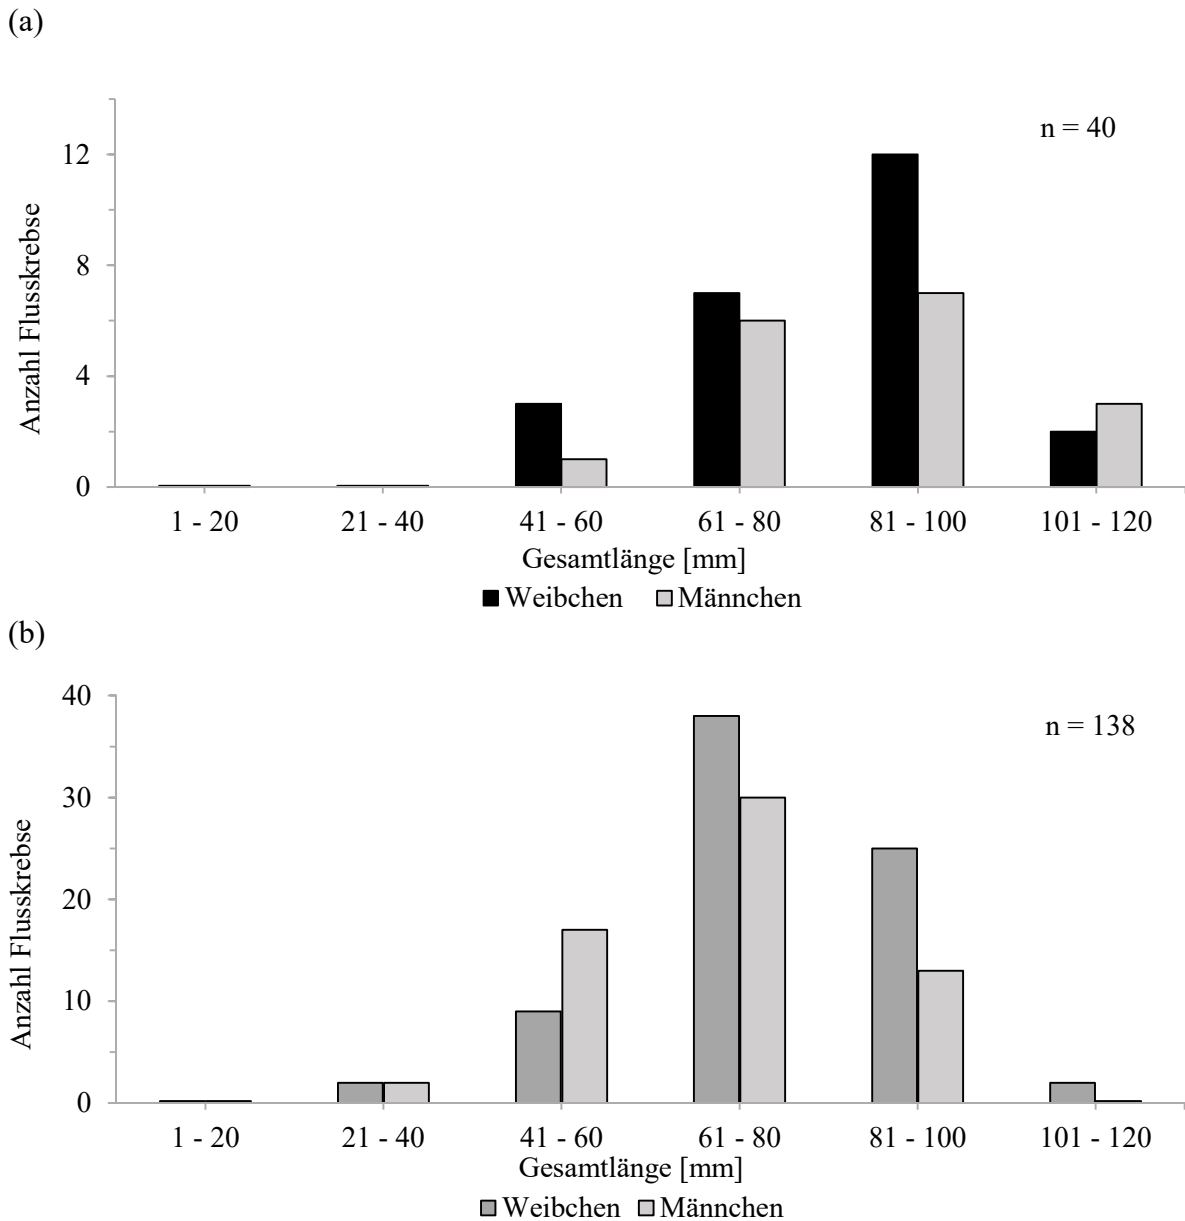 (a)
n = 40
12
8
4
0
Anzahl Flusskrebse
1 - 20 21 - 40 41 - 60 61 - 80 81 - 100 101 - 120
Gesamtlänge [mm]
Weibchen Männchen
(b)
n = 138
40
30
20
10
0
Anzahl Flusskrebse
1 - 20 21 - 40 41 - 60 61 - 80 81 - 100 101 - 120
Gesamtlänge [mm]
Weibchen Männchen